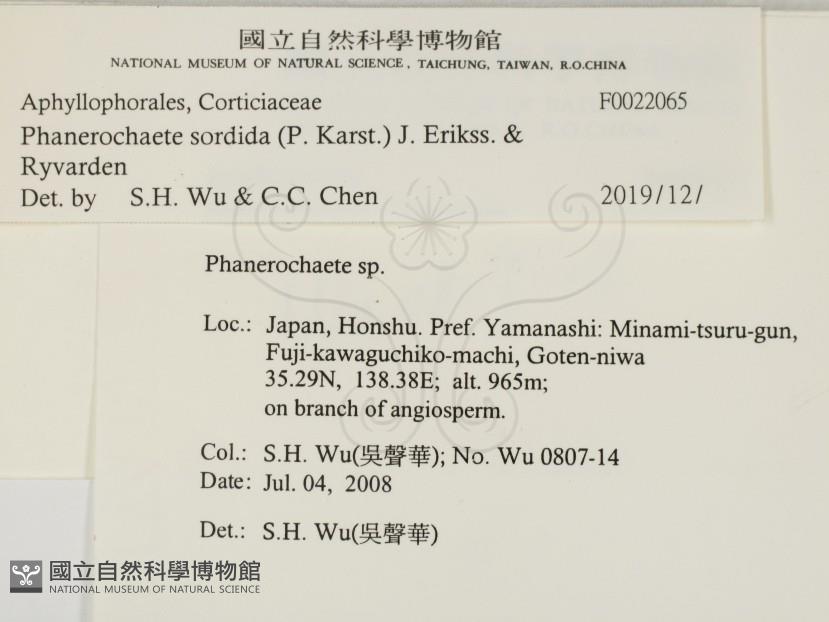 國立自然科學博物館
NATIONAL MUSEUM OF NATURAL SCIENCE, TAICHUNG, TAIWAN, R.O.CHINA
Aphyllophorales, Corticiaceae F0022065
Phanerochaete sordida (P. Karst.) J. Erikss. &
Ryvarden
Det. by S.H. Wu & C.C. Chen 2019/12/
Phanerochaete sp.
Loc.: Japan, Honshu. Pref. Yamanashi: Minami-tsuru-gun,
Fuji-kawaguchiko-machi, Goten-niwa
35.29N, 138.38E; alt. 965m;
on branch of angiosperm.
Col.: S.H. Wu(吳聲華); No. Wu 0807-14
Date: Jul. 04, 2008
Det.: S.H. Wu(吳聲華)
國立自然科學博物館
NATIONAL MUSEUM OF NATURAL SCIENCE